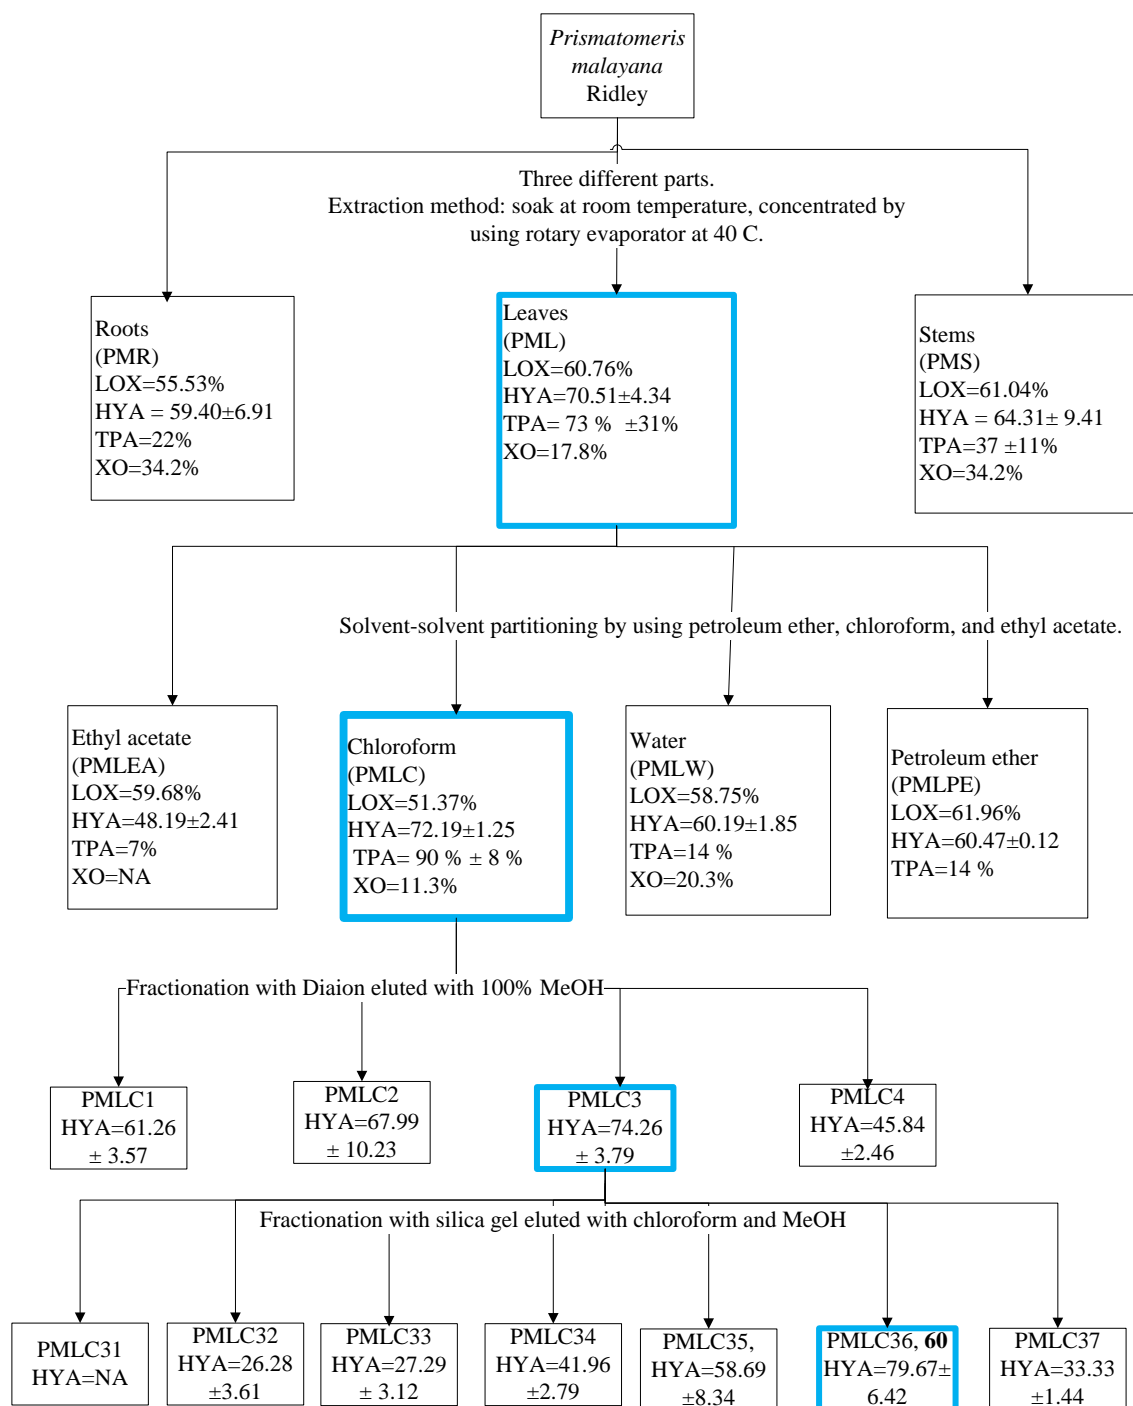 Prismatomeris
malayana
Ridley
Three different parts.
Extraction method: soak at room temperature, concentrated by
using rotary evaporator at 40 C.
Roots
(PMR)
LOX=55.53%
HYA = 59.40±6.91
TPA=22%
XO=34.2%
Leaves
(PML)
LOX=60.76%
HYA=70.51±4.34
TPA= 73 % ±31%
XO=17.8%
Stems
(PMS)
LOX=61.04%
HYA = 64.31± 9.41
TPA=37 ±11%
XO=34.2%
Solvent-solvent partitioning by using petroleum ether, chloroform, and ethyl acetate.
Ethyl acetate
(PMLEA)
LOX=59.68%
HYA=48.19±2.41
TPA=7%
XO=NA
Chloroform
(PMLC)
LOX=51.37%
HYA=72.19±1.25
TPA= 90 % ± 8 %
XO=11.3%
Water
(PMLW)
LOX=58.75%
HYA=60.19±1.85
TPA=14 %
XO=20.3%
Petroleum ether
(PMLPE)
LOX=61.96%
HYA=60.47±0.12
TPA=14 %
Fractionation with Diaion eluted with 100% MeOH
PMLC1
HYA=61.26
± 3.57
PMLC2
HYA=67.99
± 10.23
PMLC3
HYA=74.26
± 3.79
PMLC4
HYA=45.84
±2.46
Fractionation with silica gel eluted with chloroform and MeOH
PMLC31
HYA=NA
PMLC32
HYA=26.28
±3.61
PMLC33
HYA=27.29
± 3.12
PMLC34
HYA=41.96
±2.79
PMLC35,
HYA=58.69
±8.34
PMLC36, 60
HYA=79.67±
6.42
PMLC37
HYA=33.33
±1.44